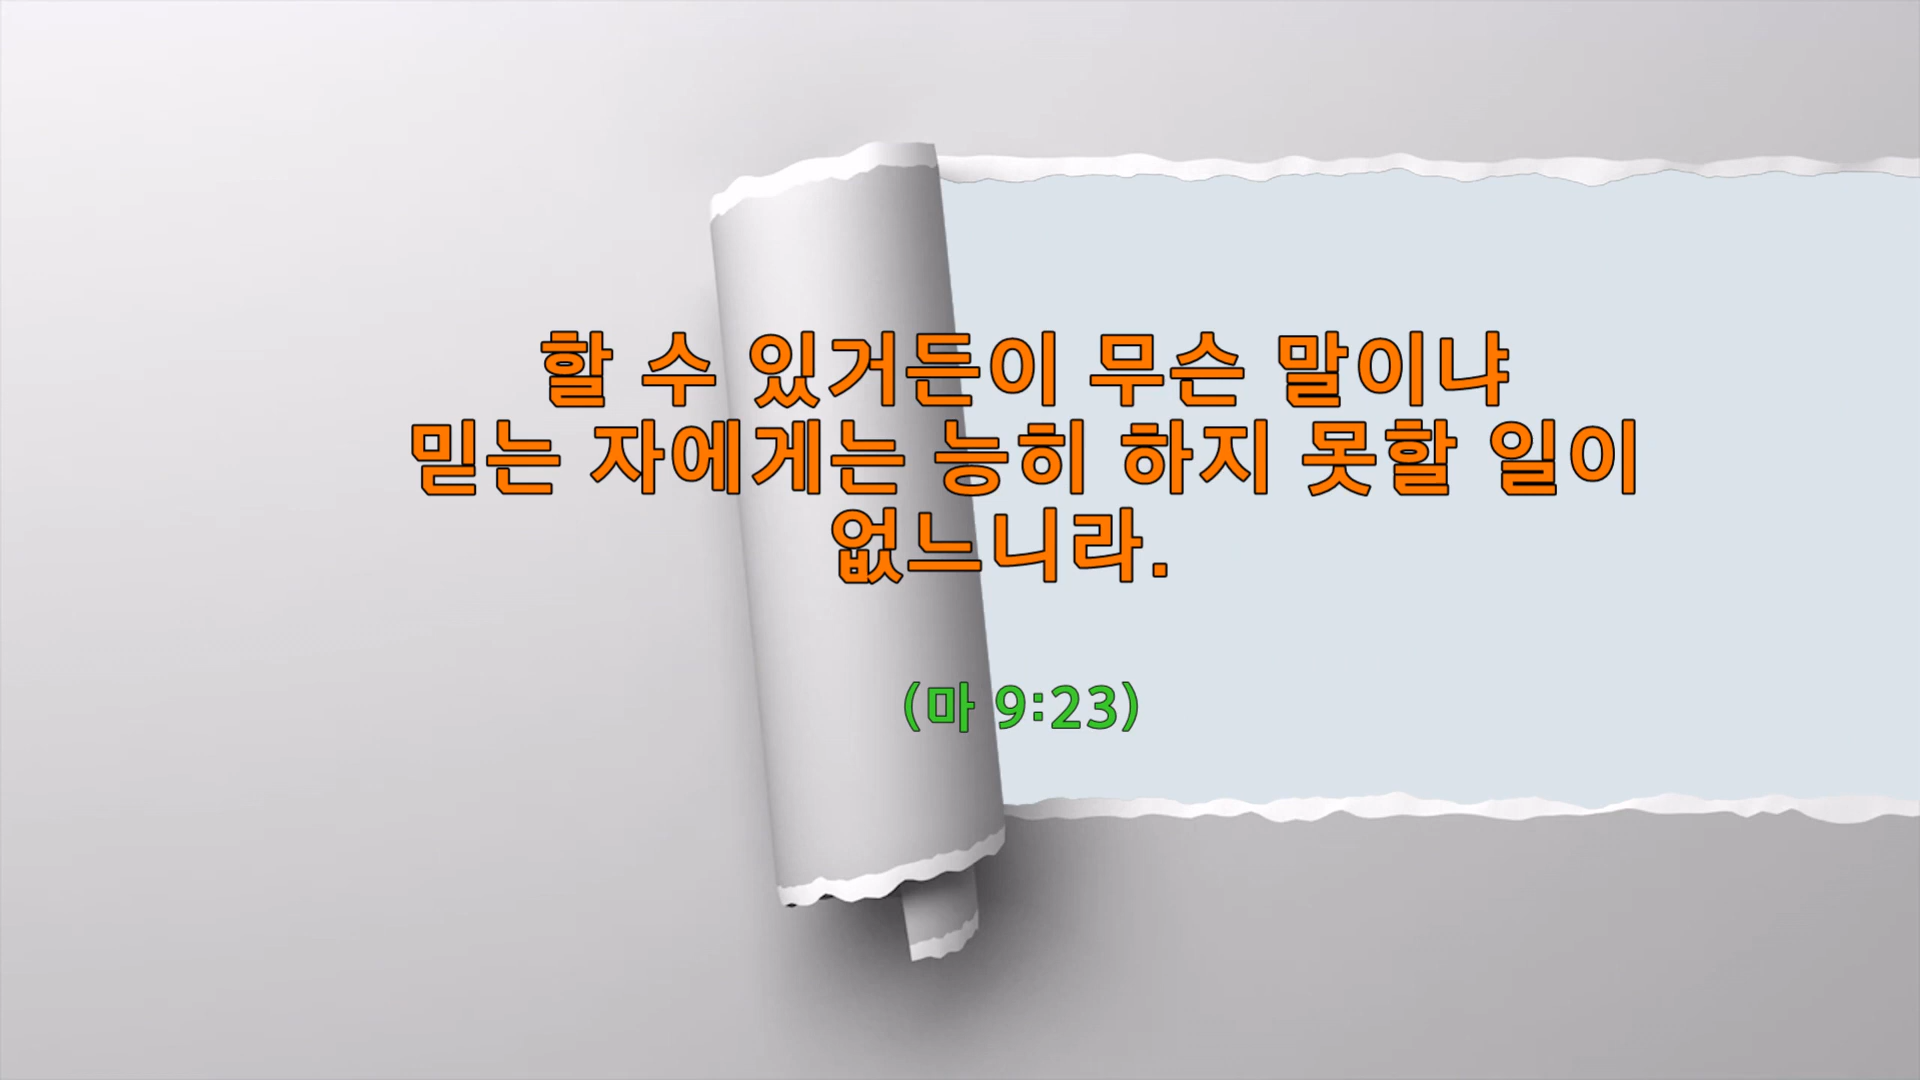 할 수 있거든이 무슨 말이냐
믿는 자에게는 능히 하지 못할 일이
없느니라.
(마 9:23)